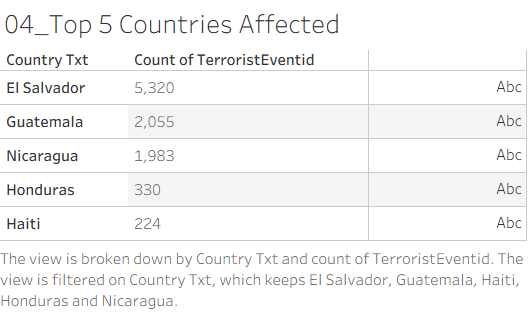 04_Top 5 Countries Affected
Country Txt Count of TerroristEventid
El Salvador 5,320 Abc
Guatemala 2,055 Abc
Nicaragua 1,983 Abc
Honduras 330 Abc
Haiti 224 Abc
The view is broken down by Country Txt and count of TerroristEventid. The
view is filtered on Country Txt, which keeps El Salvador, Guatemala, Haiti,
Honduras and Nicaragua.